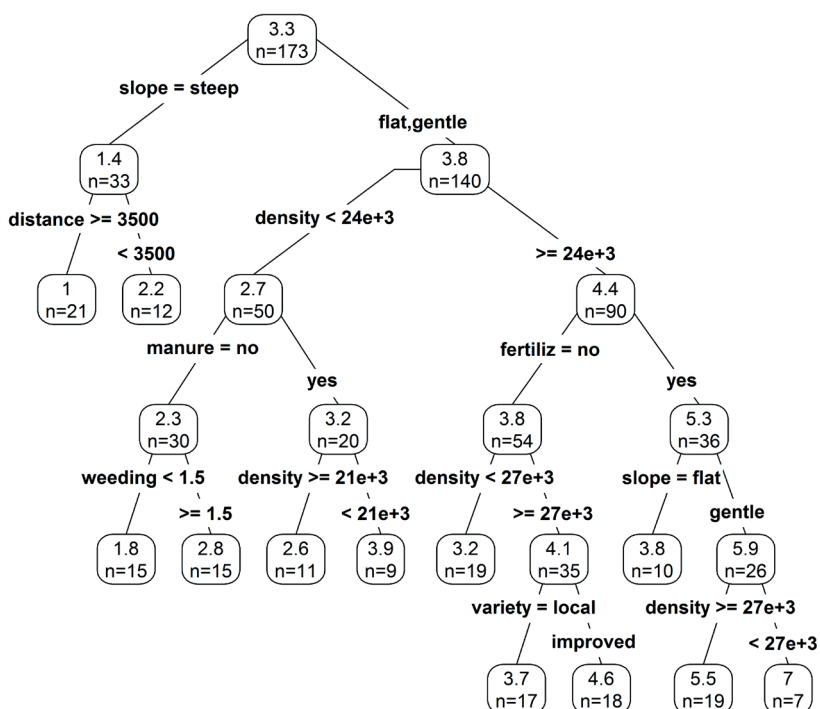 3.3
n=173
slope = steep
flat,gentle
1.4
n=33
3.8
n=140
distance >= 3500
< 3500
density < 24e+3
>= 24e+3
1
n=21
2.2
n=12
2.7
n=50
4.4
n=90
manure = no
yes
fertiliz = no
yes
2.3
n=30
3.2
n=20
3.8
n=54
5.3
n=36
weeding < 1.5
>= 1.5
density >= 21e+3
< 21e+3
density < 27e+3
>= 27e+3
slope = flat
gentle
1.8
n=15
2.8
n=15
2.6
n=11
3.9
n=9
3.2
n=19
4.1
n=35
3.8
n=10
5.9
n=26
variety = local
improved
density >= 27e+3
< 27e+3
3.7
n=17
4.6
n=18
5.5
n=19
7
n=7